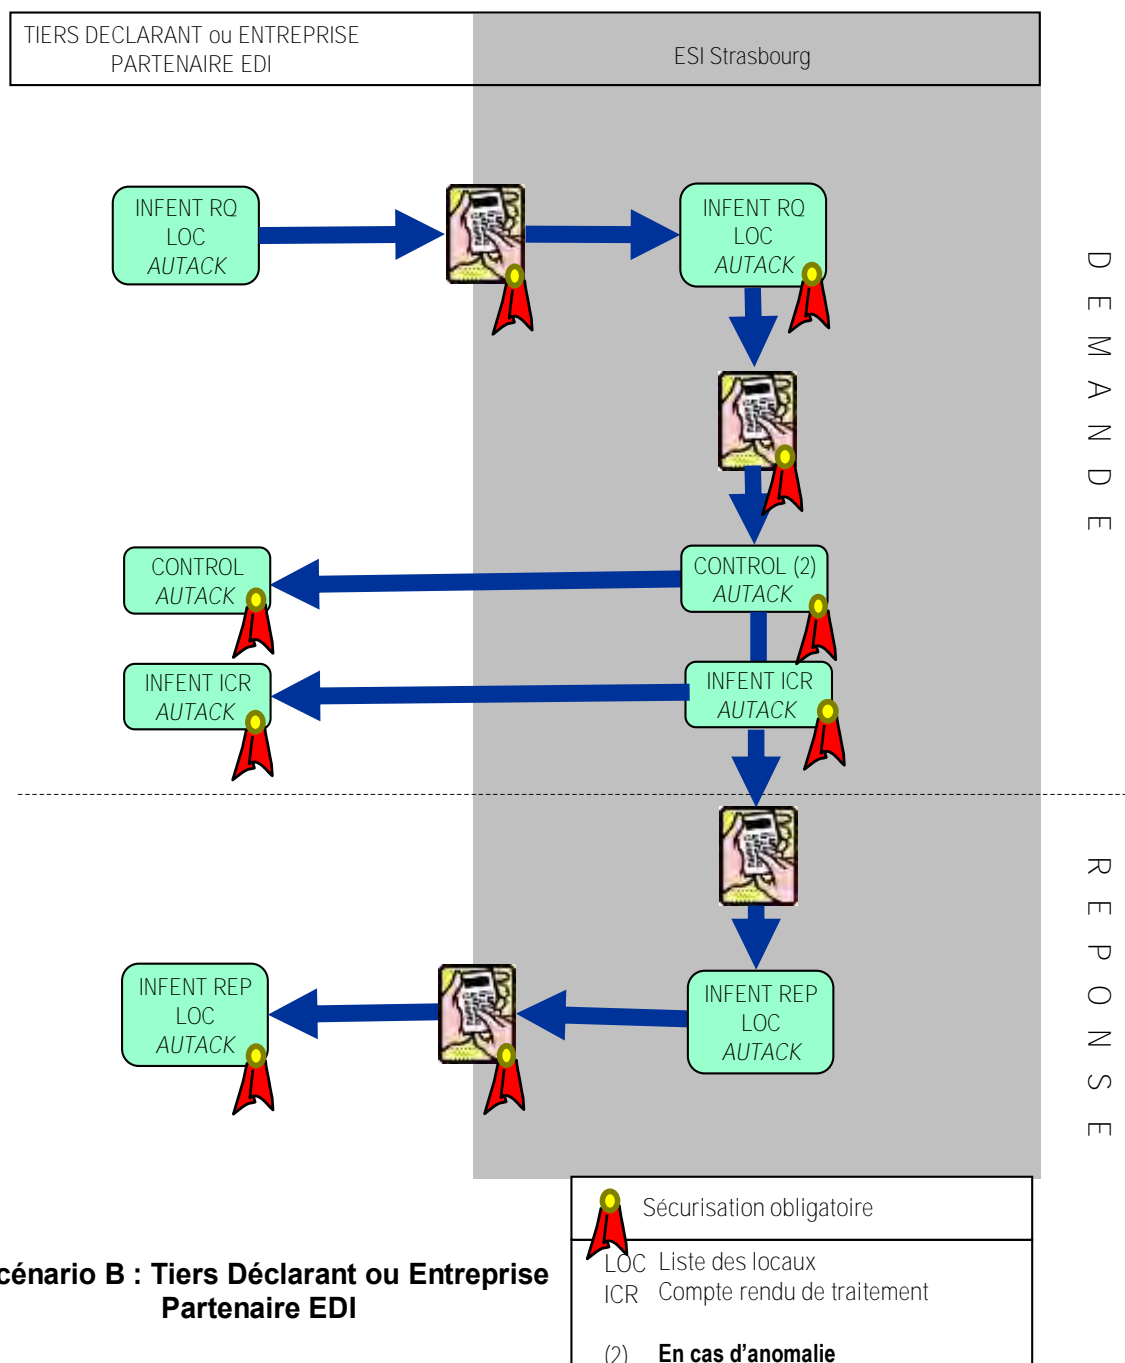 TIERS DECLARANT ou ENTREPRISE
PARTENAIRE EDI
ESI Strasbourg
INFENT RQ
LOC
AUTACK
INFENT RQ
LOC
AUTACK
DEMANDE
CONTROL
AUTACK
CONTROL (2)
AUTACK
INFENT ICR
AUTACK
INFENT ICR
AUTACK
REPONSE
INFENT REP
LOC
AUTACK
INFENT REP
LOC
AUTACK
Sécurisation obligatoire
LOC Liste des locaux
ICR Compte rendu de traitement
(2) En cas d'anomalie
cénario B : Tiers Déclarant ou Entreprise
Partenaire EDI